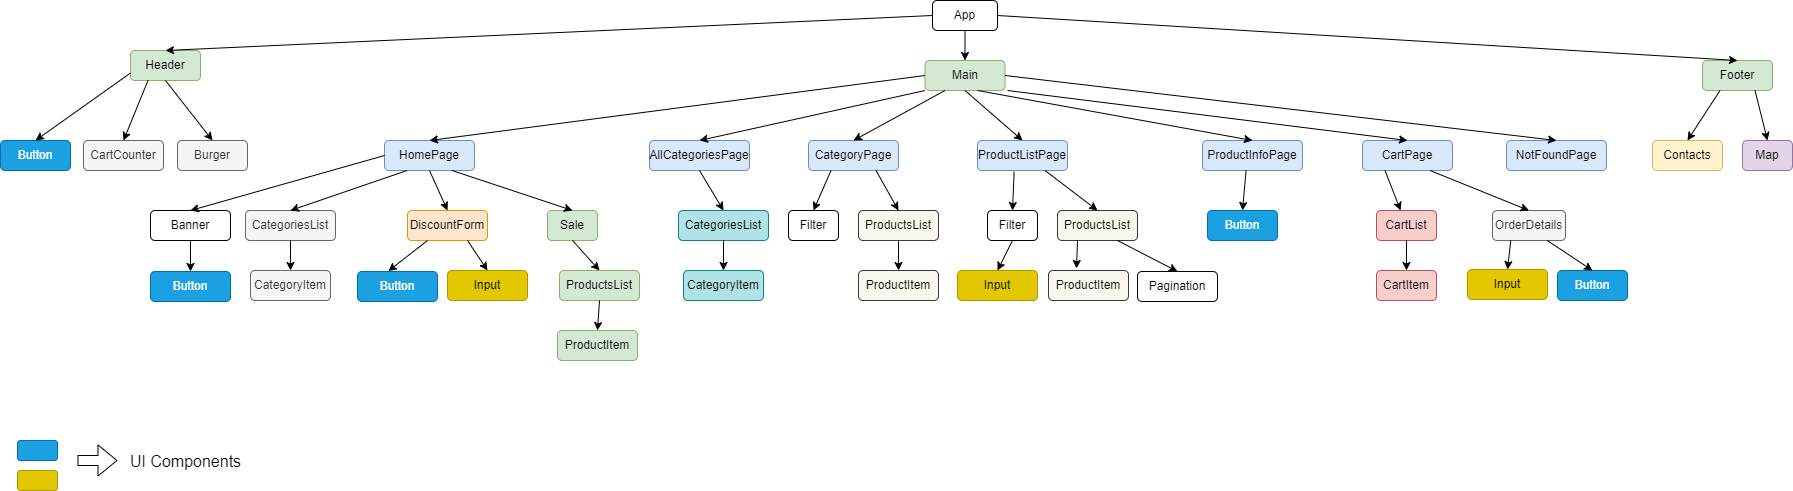 App
Header
Main
Footer
Button
CartCounter
Burger
HomePage
AllCategoriesPage
CategoryPage
ProductListPage
ProductInfoPage
CartPage
NotFoundPage
Contacts
Map
Banner
CategoriesList
DiscountForm
Sale
CategoriesList
Filter
ProductsList
Filter
ProductsList
Button
CartList
OrderDetails
Button
CategoryItem
Button
Input
ProductsList
CategoryItem
ProductItem
Input
ProductItem
Pagination
CartItem
Input
Button
ProductItem
UI Components